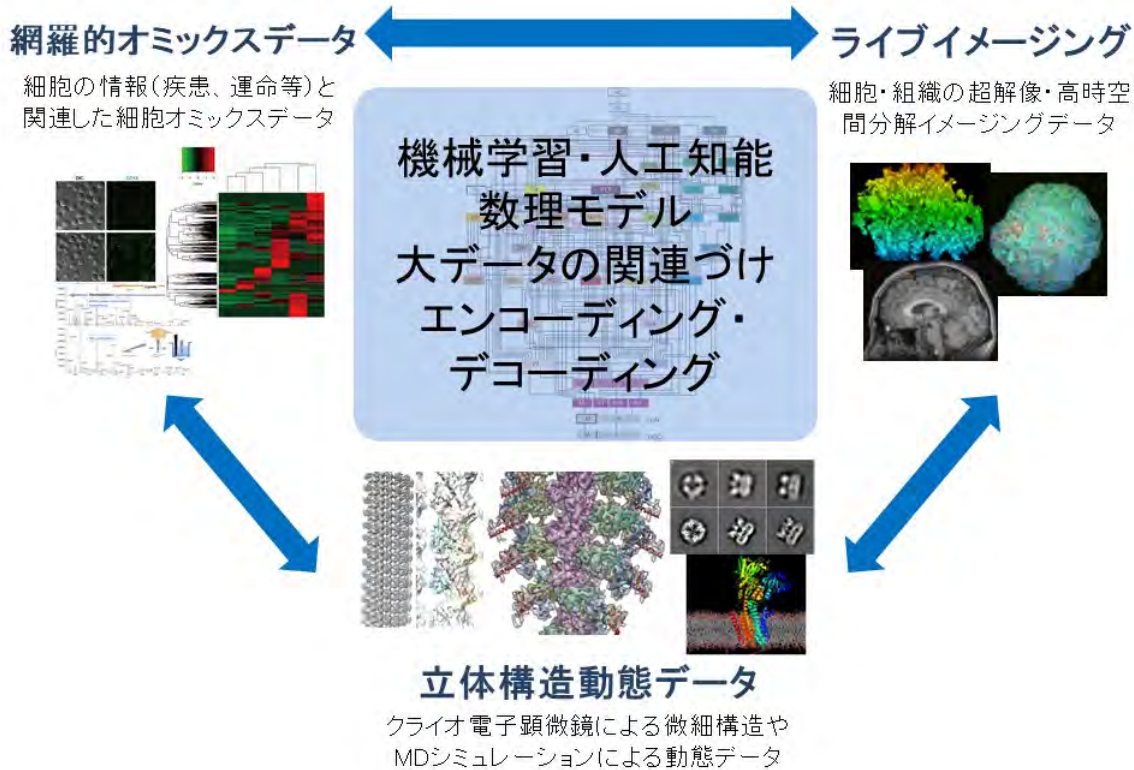 網羅的オミックスデータ
細胞の情報(疾患、運命等)と
関連した細胞オミックスデータ
ライブイメージング
細胞・組織の超解像・高時空
間分解イメージングデータ
機械学習・人工知能
数理モデル
大データの関連づけ
エンコーディング・
デコーディング
立体構造動態データ
クライオ電子顕微鏡による微細構造や
MDシミュレーションによる動態データ